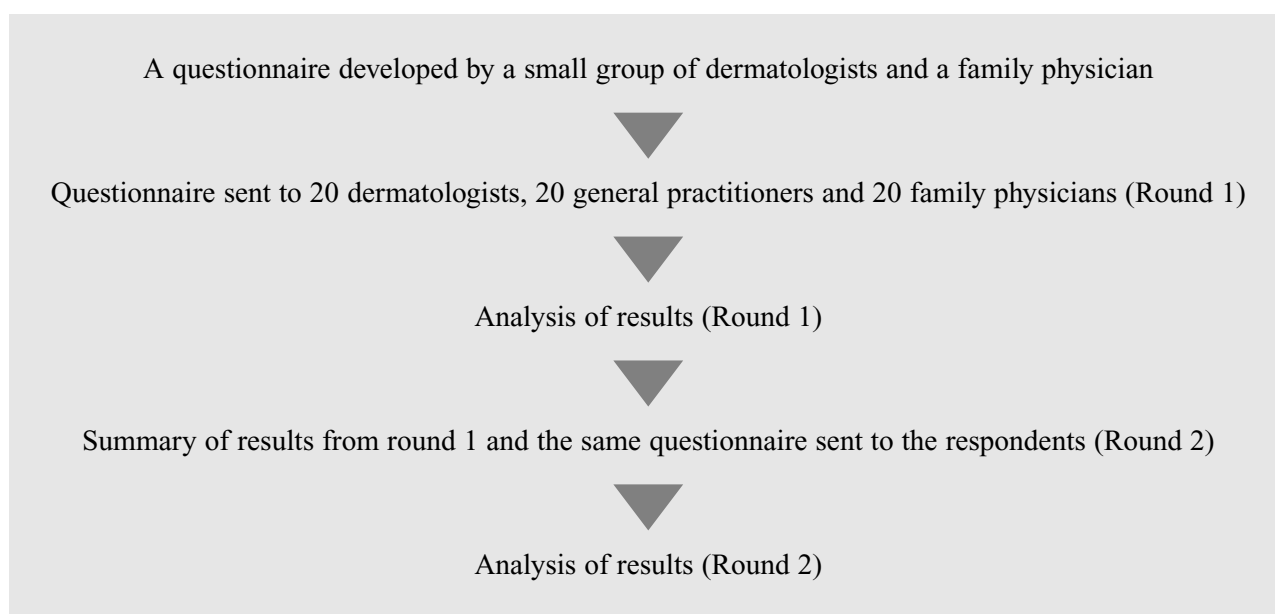 A questionnaire developed by a small group of dermatologists and a family physician
Questionnaire sent to 20 dermatologists, 20 general practitioners and 20 family physicians (Round 1)
Analysis of results (Round 1)
Summary of results from round 1 and the same questionnaire sent to the respondents (Round 2)
Analysis of results (Round 2)